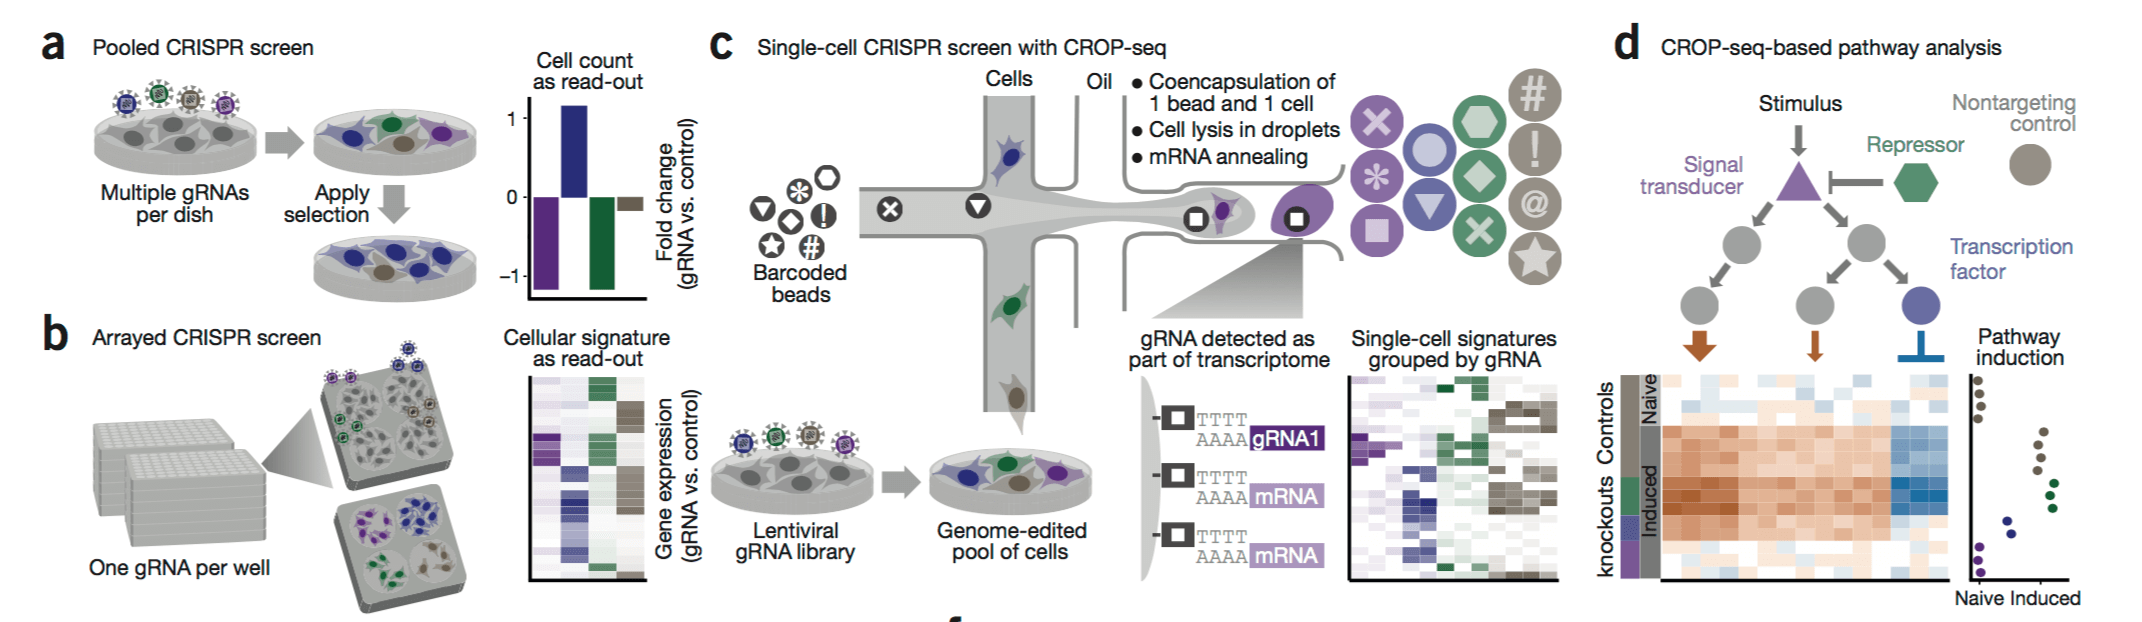 a Pooled CRISPR screen
Multiple gRNAs
per dish
Apply
selection
Cell count
as read-out
1
0
−1
Fold change
(gRNA vs. control)
b Arrayed CRISPR screen
One gRNA per well
Cellular signature
as read-out
Gene expression
(gRNA vs. control)
c Single-cell CRISPR screen with CROP-seq
Cells
Oil
● Coencapsulation of
1 bead and 1 cell
● Cell lysis in droplets
● mRNA annealing
! #
Barcoded
beads
#
!
@
Lentiviral
gRNA library
Genome-edited
pool of cells
gRNA detected as
part of transcriptome
TTTT
AAAA gRNA1
TTTT
AAAA mRNA
TTTT
AAAA mRNA
Single-cell signatures
grouped by gRNA
d CROP-seq-based pathway analysis
Stimulus
Nontargeting
control
Repressor
Signal
transducer
Transcription
factor
Pathway
induction
knockouts Controls
Induced Naive
Naive Induced